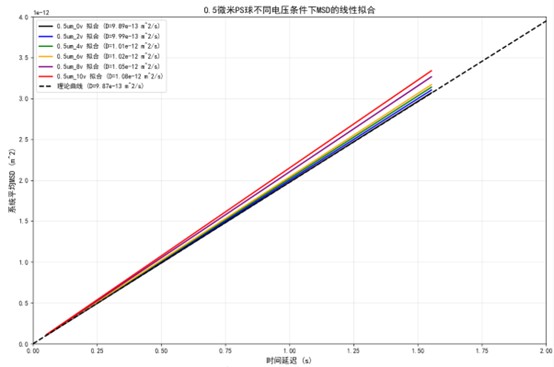 0.5微米PS球不同电压条件下MSD的线性拟合
1e-12
0.5um_0v 拟合 (D=9.89e-13 m^2/s)
0.5um_2v 拟合 (D=9.99e-13 m^2/s)
0.5um_4v 拟合 (D=1.01e-12 m^2/s)
0.5um_6v 拟合 (D=1.02e-12 m^2/s)
0.5um_8v 拟合 (D=1.05e-12 m^2/s)
0.5um_10v 拟合 (D=1.08e-12 m^2/s)
理论曲线 (D=9.87e-13 m^2/s)
系统平均MSD (m^2)
4.0
3.5
3.0
2.5
2.0
1.5
1.0
0.5
0.0
0.00 0.25 0.50 0.75 1.00 1.25 1.50 1.75 2.00
时间延迟 (s)